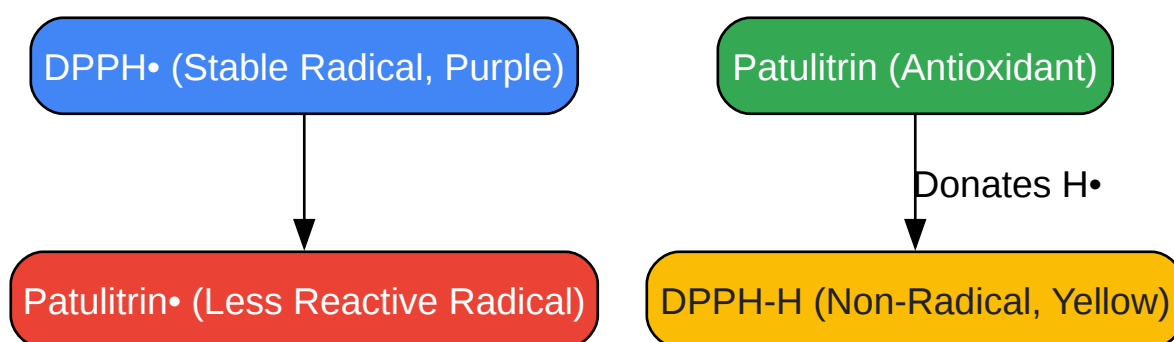 DPPH• (Stable Radical, Purple)
Patulitrin (Antioxidant)
Donates H•
Patulitrin• (Less Reactive Radical)
DPPH-H (Non-Radical, Yellow)